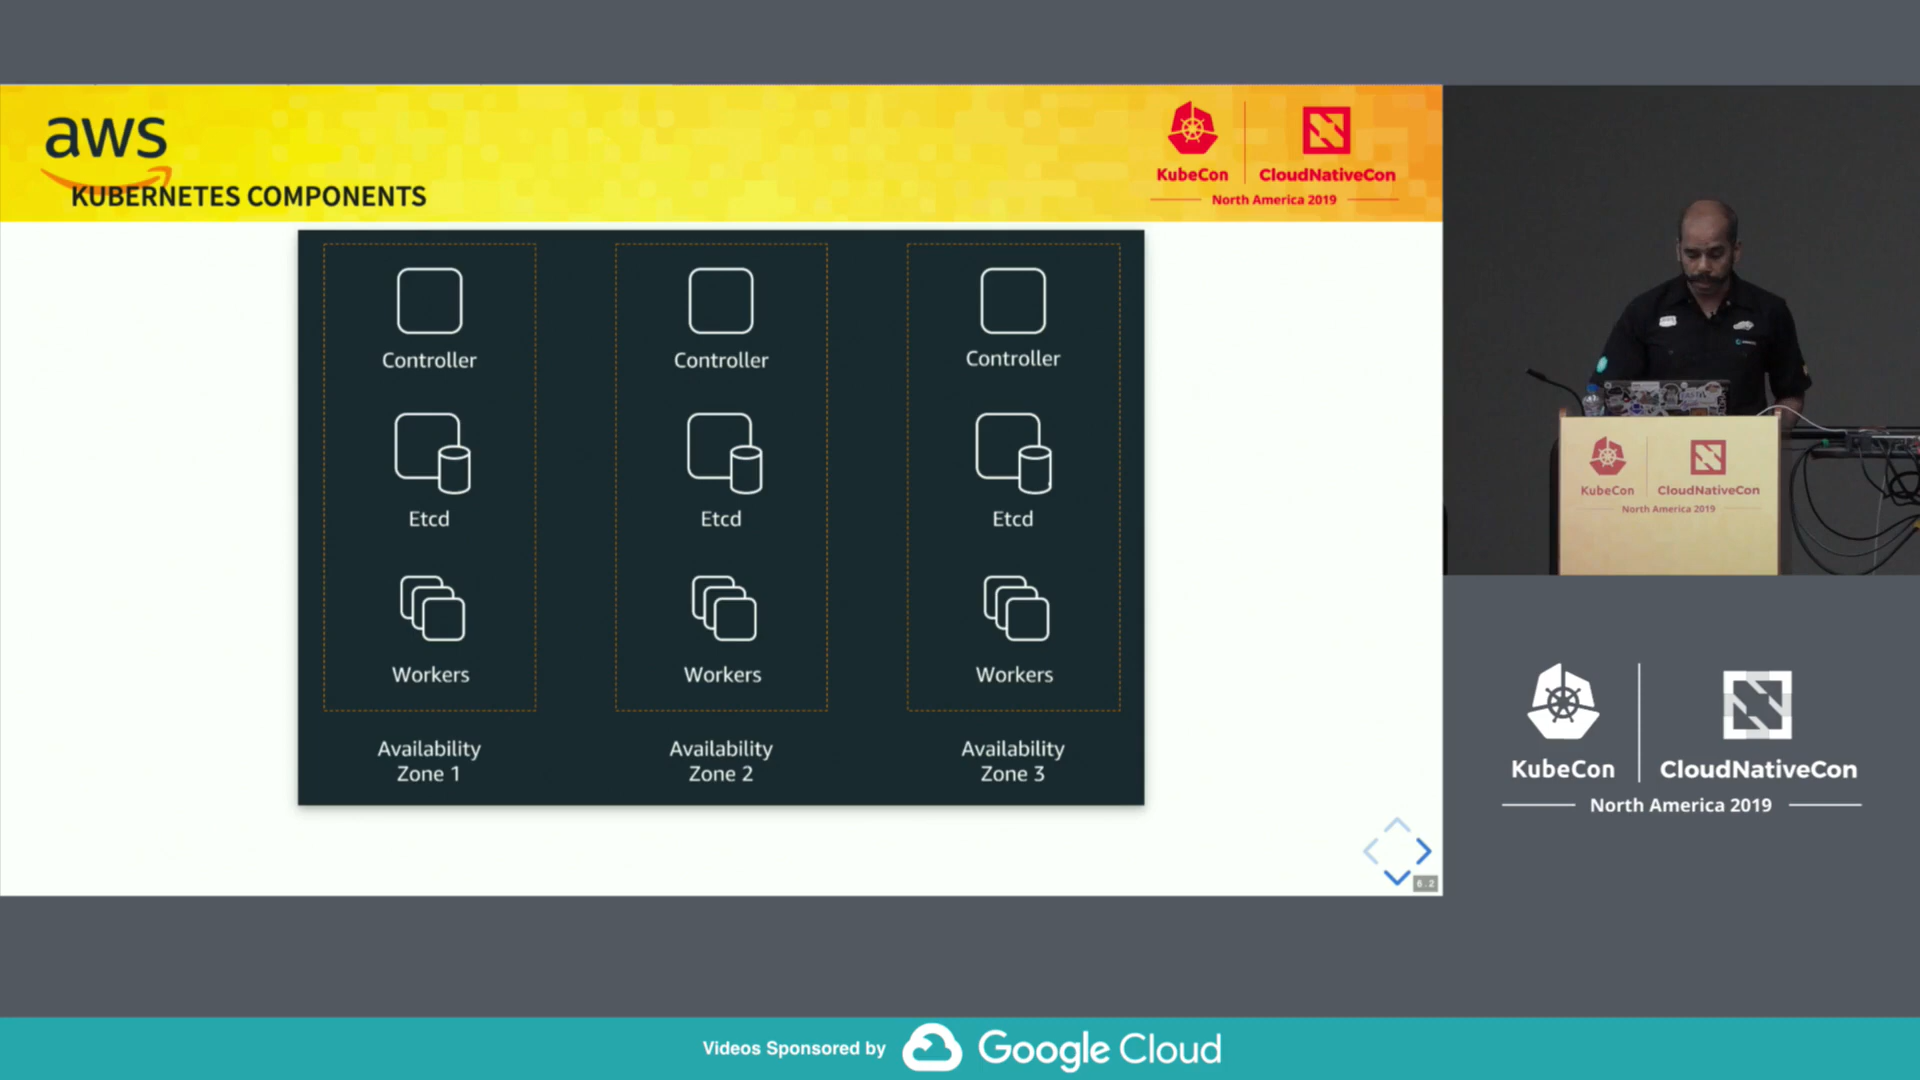 aws
KUBERNETES COMPONENTS
KubeCon
CloudNativeCon
North America 2019
Controller
Controller
Controller
Etcd
Etcd
Etcd
Workers
Workers
Workers
Availability
Zone 1
Availability
Zone 2
Availability
Zone 3
6.2
KubeCon
CloudNativeCon
North America 2019
KubeCon
CloudNativeCon
North America 2019
Videos Sponsored by
Google Cloud